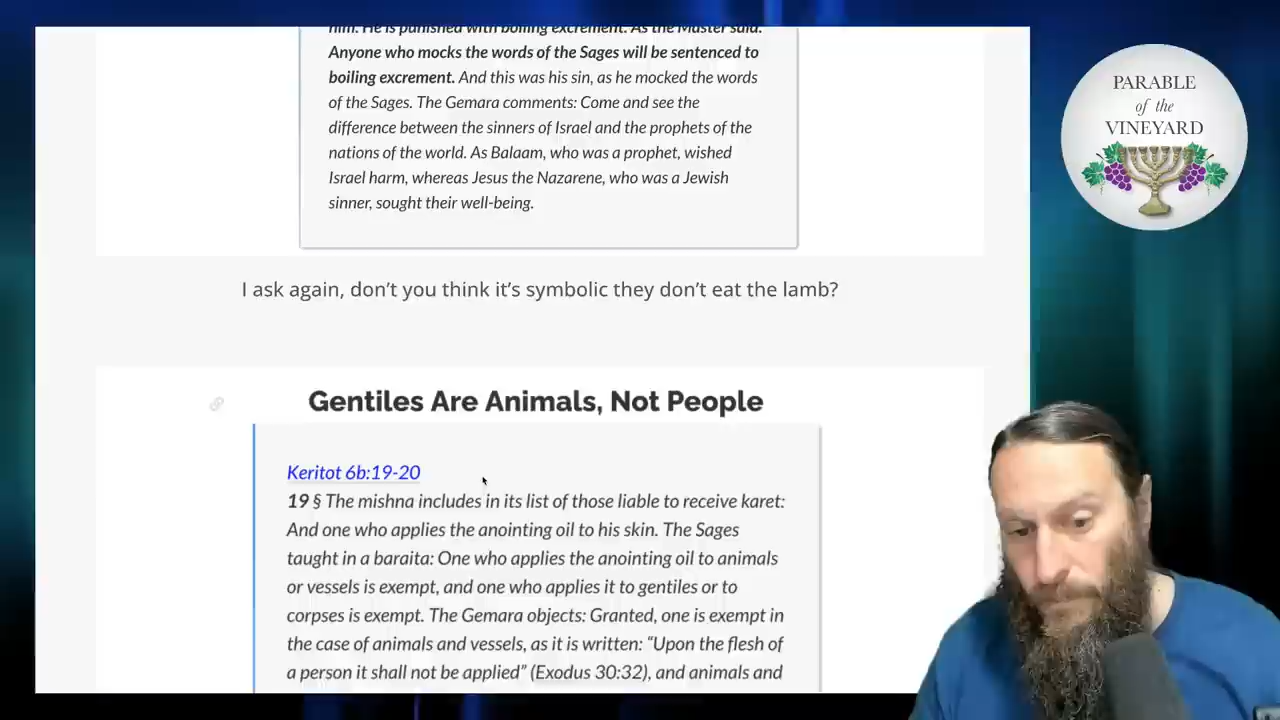 him. He is punished with boiling excrement. As the Master said:
Anyone who mocks the words of the Sages will be sentenced to
boiling excrement. And this was his sin, as he mocked the words
of the Sages. The Gemara comments: Come and see the
difference between the sinners of Israel and the prophets of the
nations of the world. As Balaam, who was a prophet, wished
Israel harm, whereas Jesus the Nazarene, who was a Jewish
sinner, sought their well-being.
I ask again, don't you think it's symbolic they don't eat the lamb?
Gentiles Are Animals, Not People
Keritot 6b:19-20
19 § The mishna includes in its list of those liable to receive karet:
And one who applies the anointing oil to his skin. The Sages
taught in a baraita: One who applies the anointing oil to animals
or vessels is exempt, and one who applies it to gentiles or to
corpses is exempt. The Gemara objects: Granted, one is exempt in
the case of animals and vessels, as it is written: “Upon the flesh of
a person it shall not be applied” (Exodus 30:32), and animals and
PARABLE
of the
VINEYARD